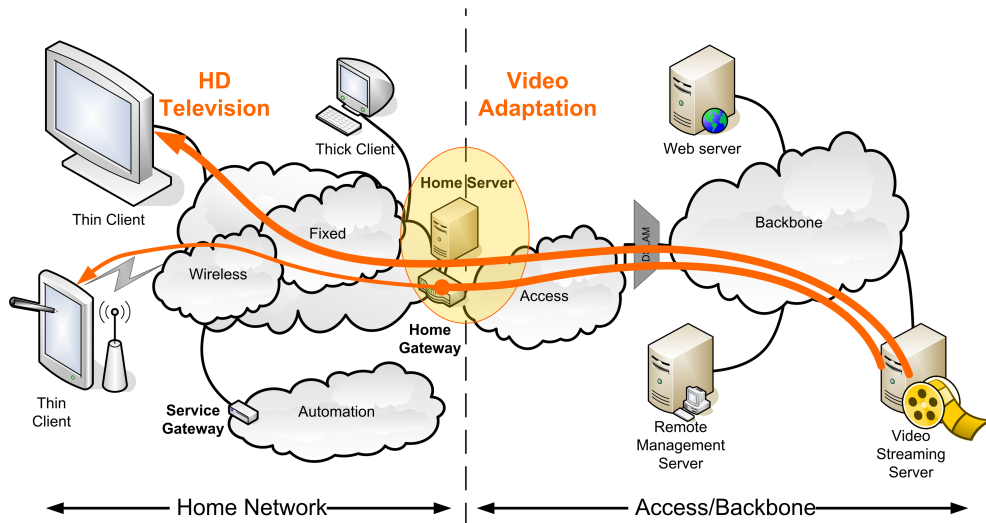 HD
Television
Video
Adaptation
Thick Client
Web server
Home Server
Thin Client
Fixed
Backbone
DSLAM
Wireless
Access
Home
Gateway
Thin
Client
Service
Gateway
Automation
Remote
Management
Server
Video
Streaming
Server
Home Network
Access/Backbone